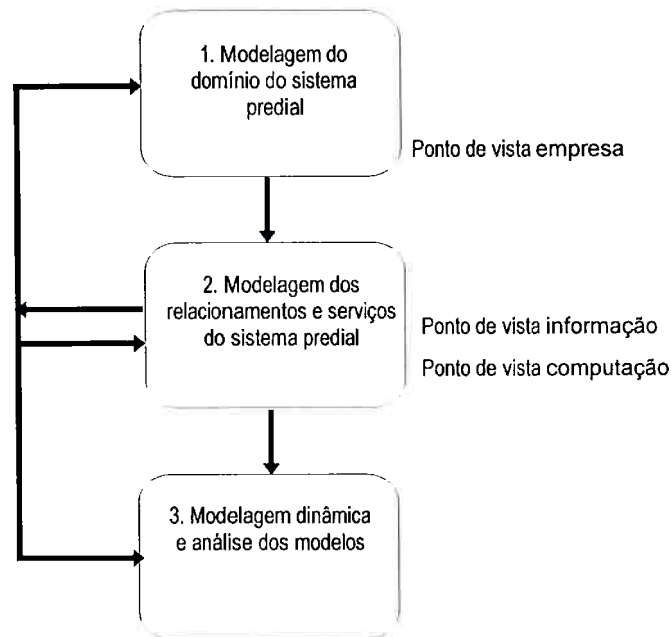 1. Modelagem do
domínio do sistema
predial
Ponto de vista empresa
2. Modelagem dos
relacionamentos e serviços
do sistema predial
Ponto de vista informação
Ponto de vista computação
3. Modelagem dinâmica
e análise dos modelos